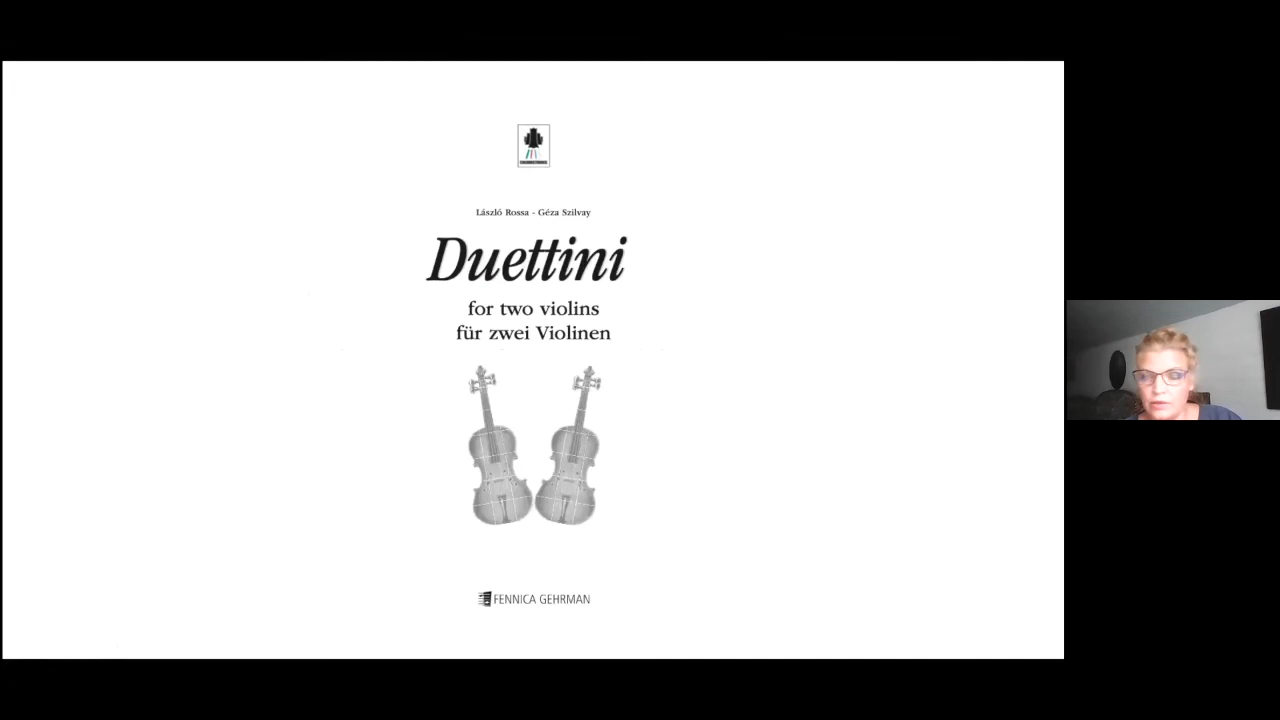 László Rossa - Géza Szilvay
Duettini
for two violins
für zwei Violinen
FENNICA GEHRMAN